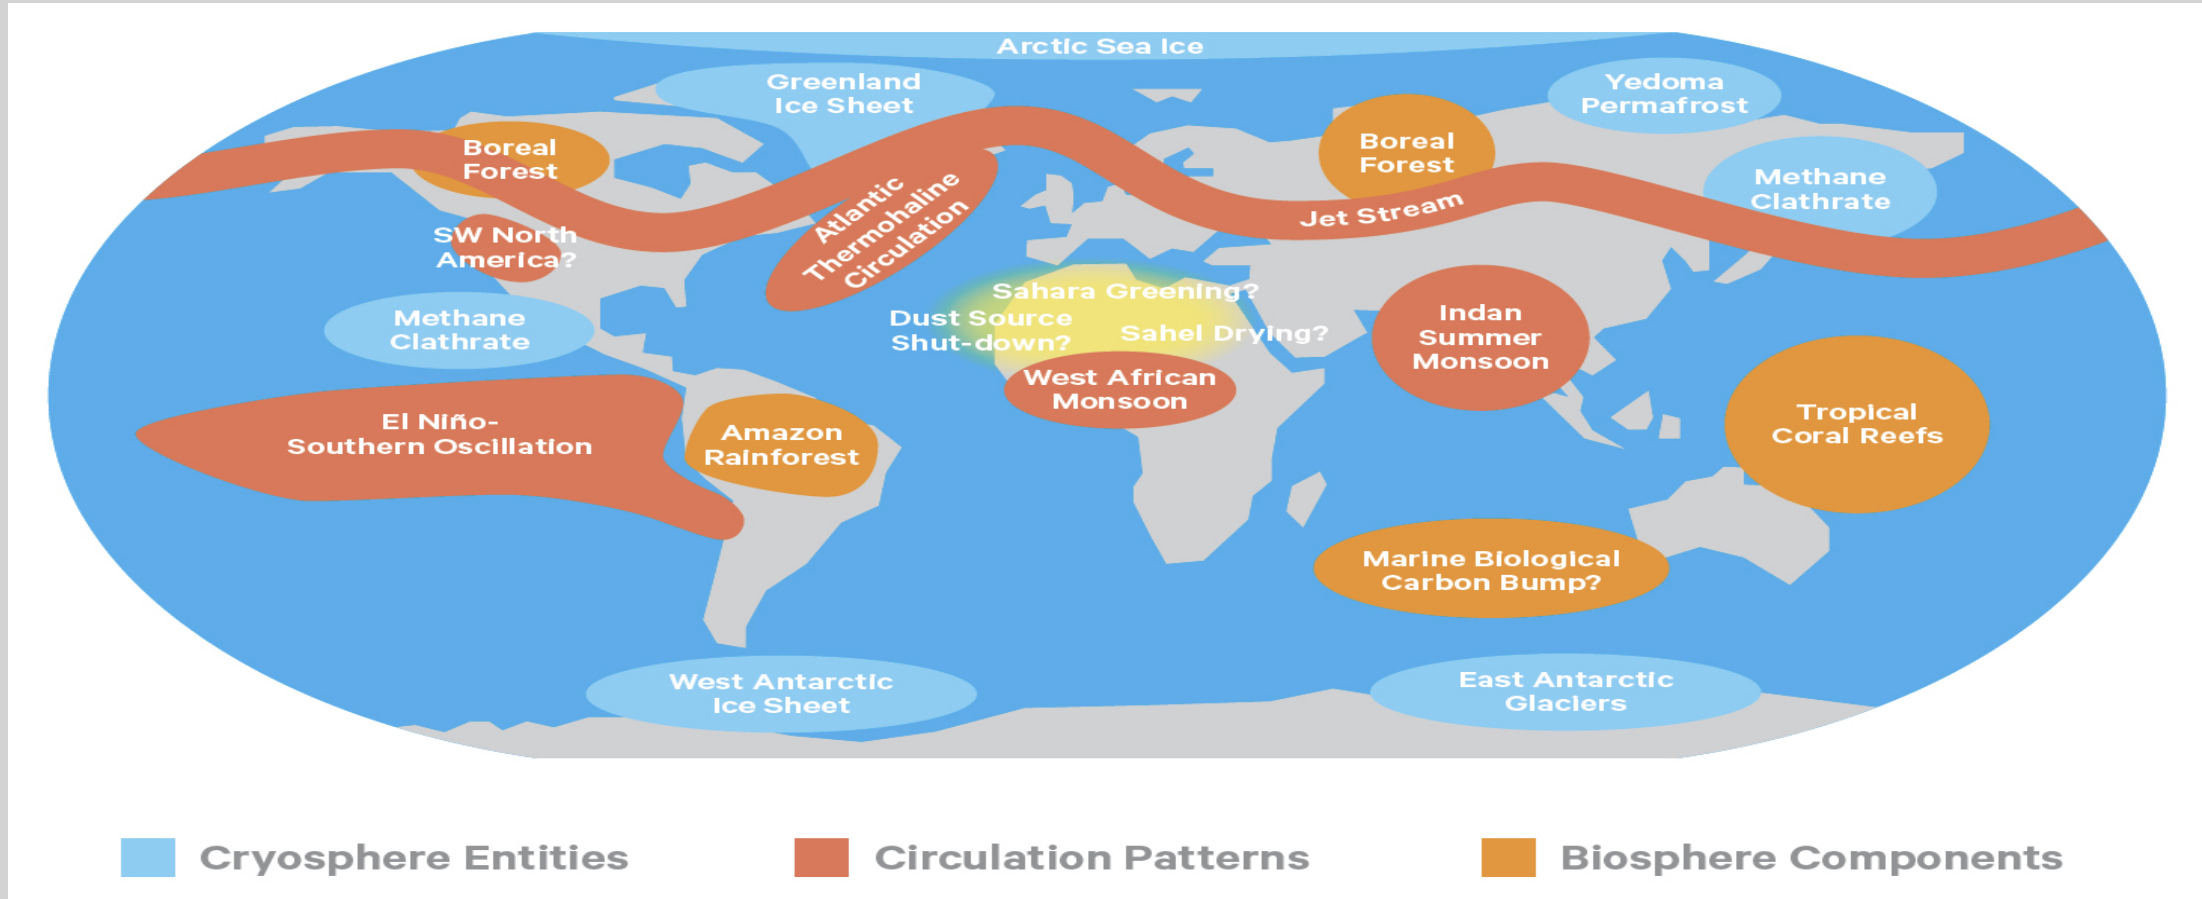 Arctic Sea Ice
Greenland
Ice Sheet
Yedoma
Permafrost
Boreal
Forest
Boreal
Forest
Methane
Clathrate
Jet Stream
Atlantic
Thermohaline
Circulation
SW North
America?
Methane
Clathrate
Sahara Greening?
Dust Source
Shut-down?
Sahel Drying?
Indan
Summer
Monsoon
West African
Monsoon
El Niño-
Southern Oscillation
Amazon
Rainforest
Tropical
Coral Reefs
Marine Biological
Carbon Bump?
West Antarctic
Ice Sheet
East Antarctic
Glaciers
Cryosphere Entities
Circulation Patterns
Biosphere Components